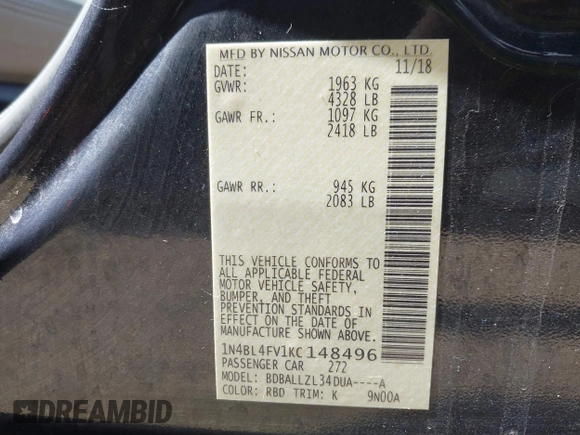 MFD BY NISSAN MOTOR CO., LTD.
DATE: 11/18
GVWR: 1963 KG
4328 LB
GAWR FR.: 1097 KG
2418 LB
GAWR RR.: 945 KG
2083 LB
THIS VEHICLE CONFORMS TO
ALL APPLICABLE FEDERAL
MOTOR VEHICLE SAFETY,
BUMPER, AND THEFT
PREVENTION STANDARDS IN
EFFECT ON THE DATE OF
MANUFACTURE SHOWN ABOVE.
1N4BL4FV1KC148496
PASSENGER CAR 272
MODEL: BDBALLZL34DUA----A
COLOR: RBD TRIM: K 9N00A
DREAMBID